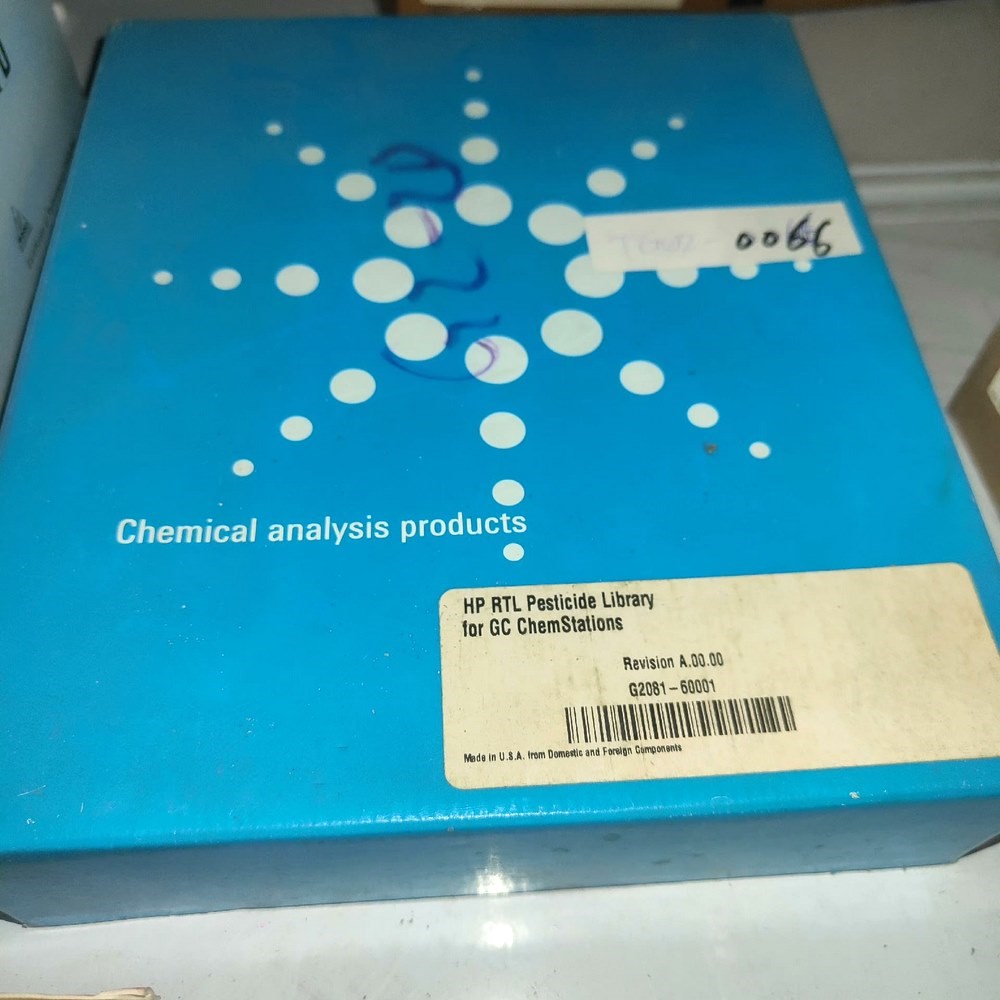 0066
Chemical analysis products
HP RTL Pesticide Library
for GC ChemStations
Revision A.00.00
G2081-60001
Made in U.S.A. from Domestic and Foreign Components